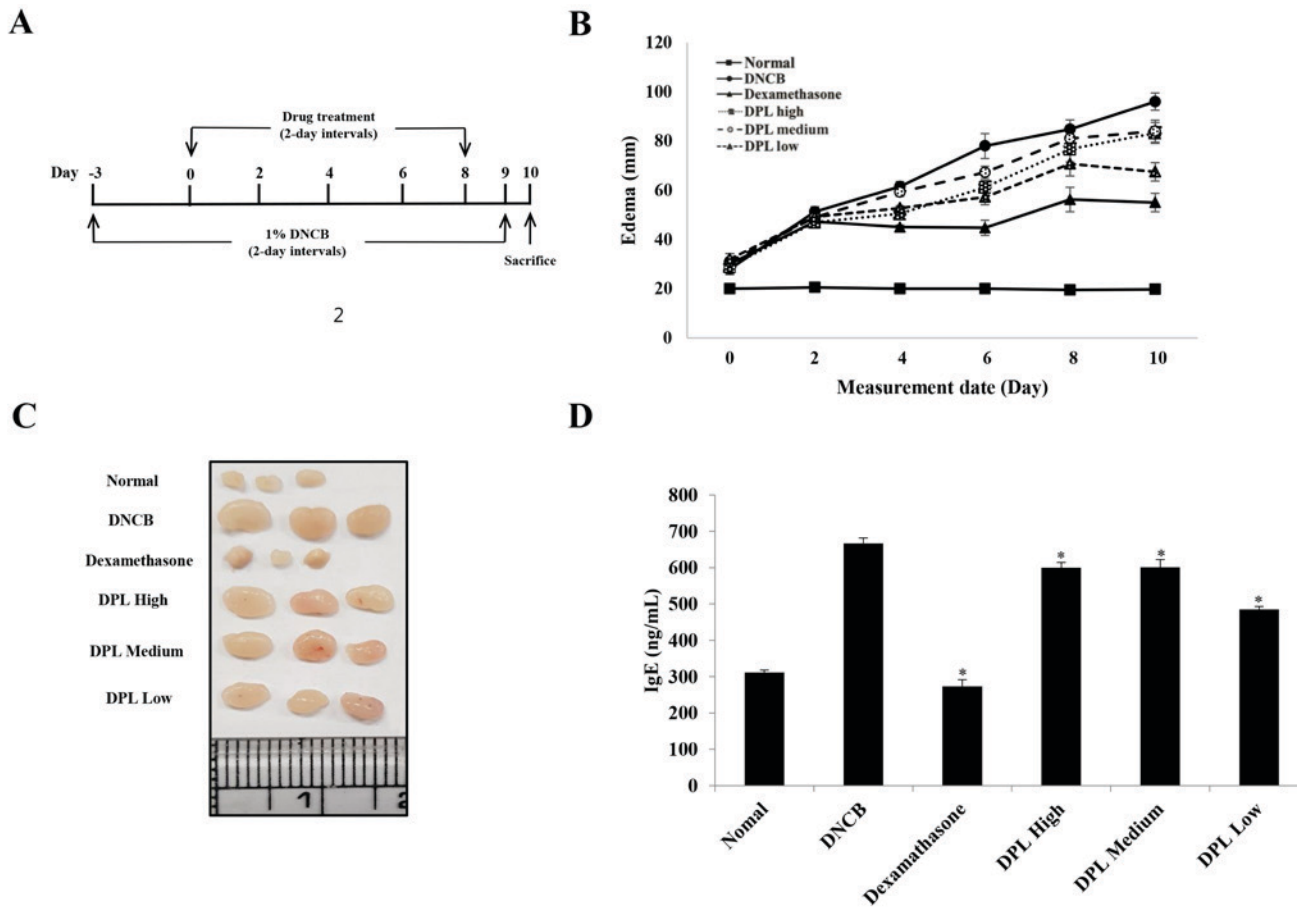 A
Drug treatment
(2-day intervals)
Day -3 0 2 4 6 8 9 10
1% DNCB
(2-day intervals)
Sacrifice
2
B
120
100
80
60
40
20
0
Edema (mm)
Normal
DNCB
Dexamethasone
DPL high
DPL medium
DPL low
0 2 4 6 8 10
Measurement date (Day)
C
Normal
DNCB
Dexamethasone
DPL High
DPL Medium
DPL Low
1 2
D
800
700
600
500
400
300
200
100
0
IgE (ng/mL)
* * * *
Nomal
DNCB
Dexamathasone
DPL High
DPL Medium
DPL Low